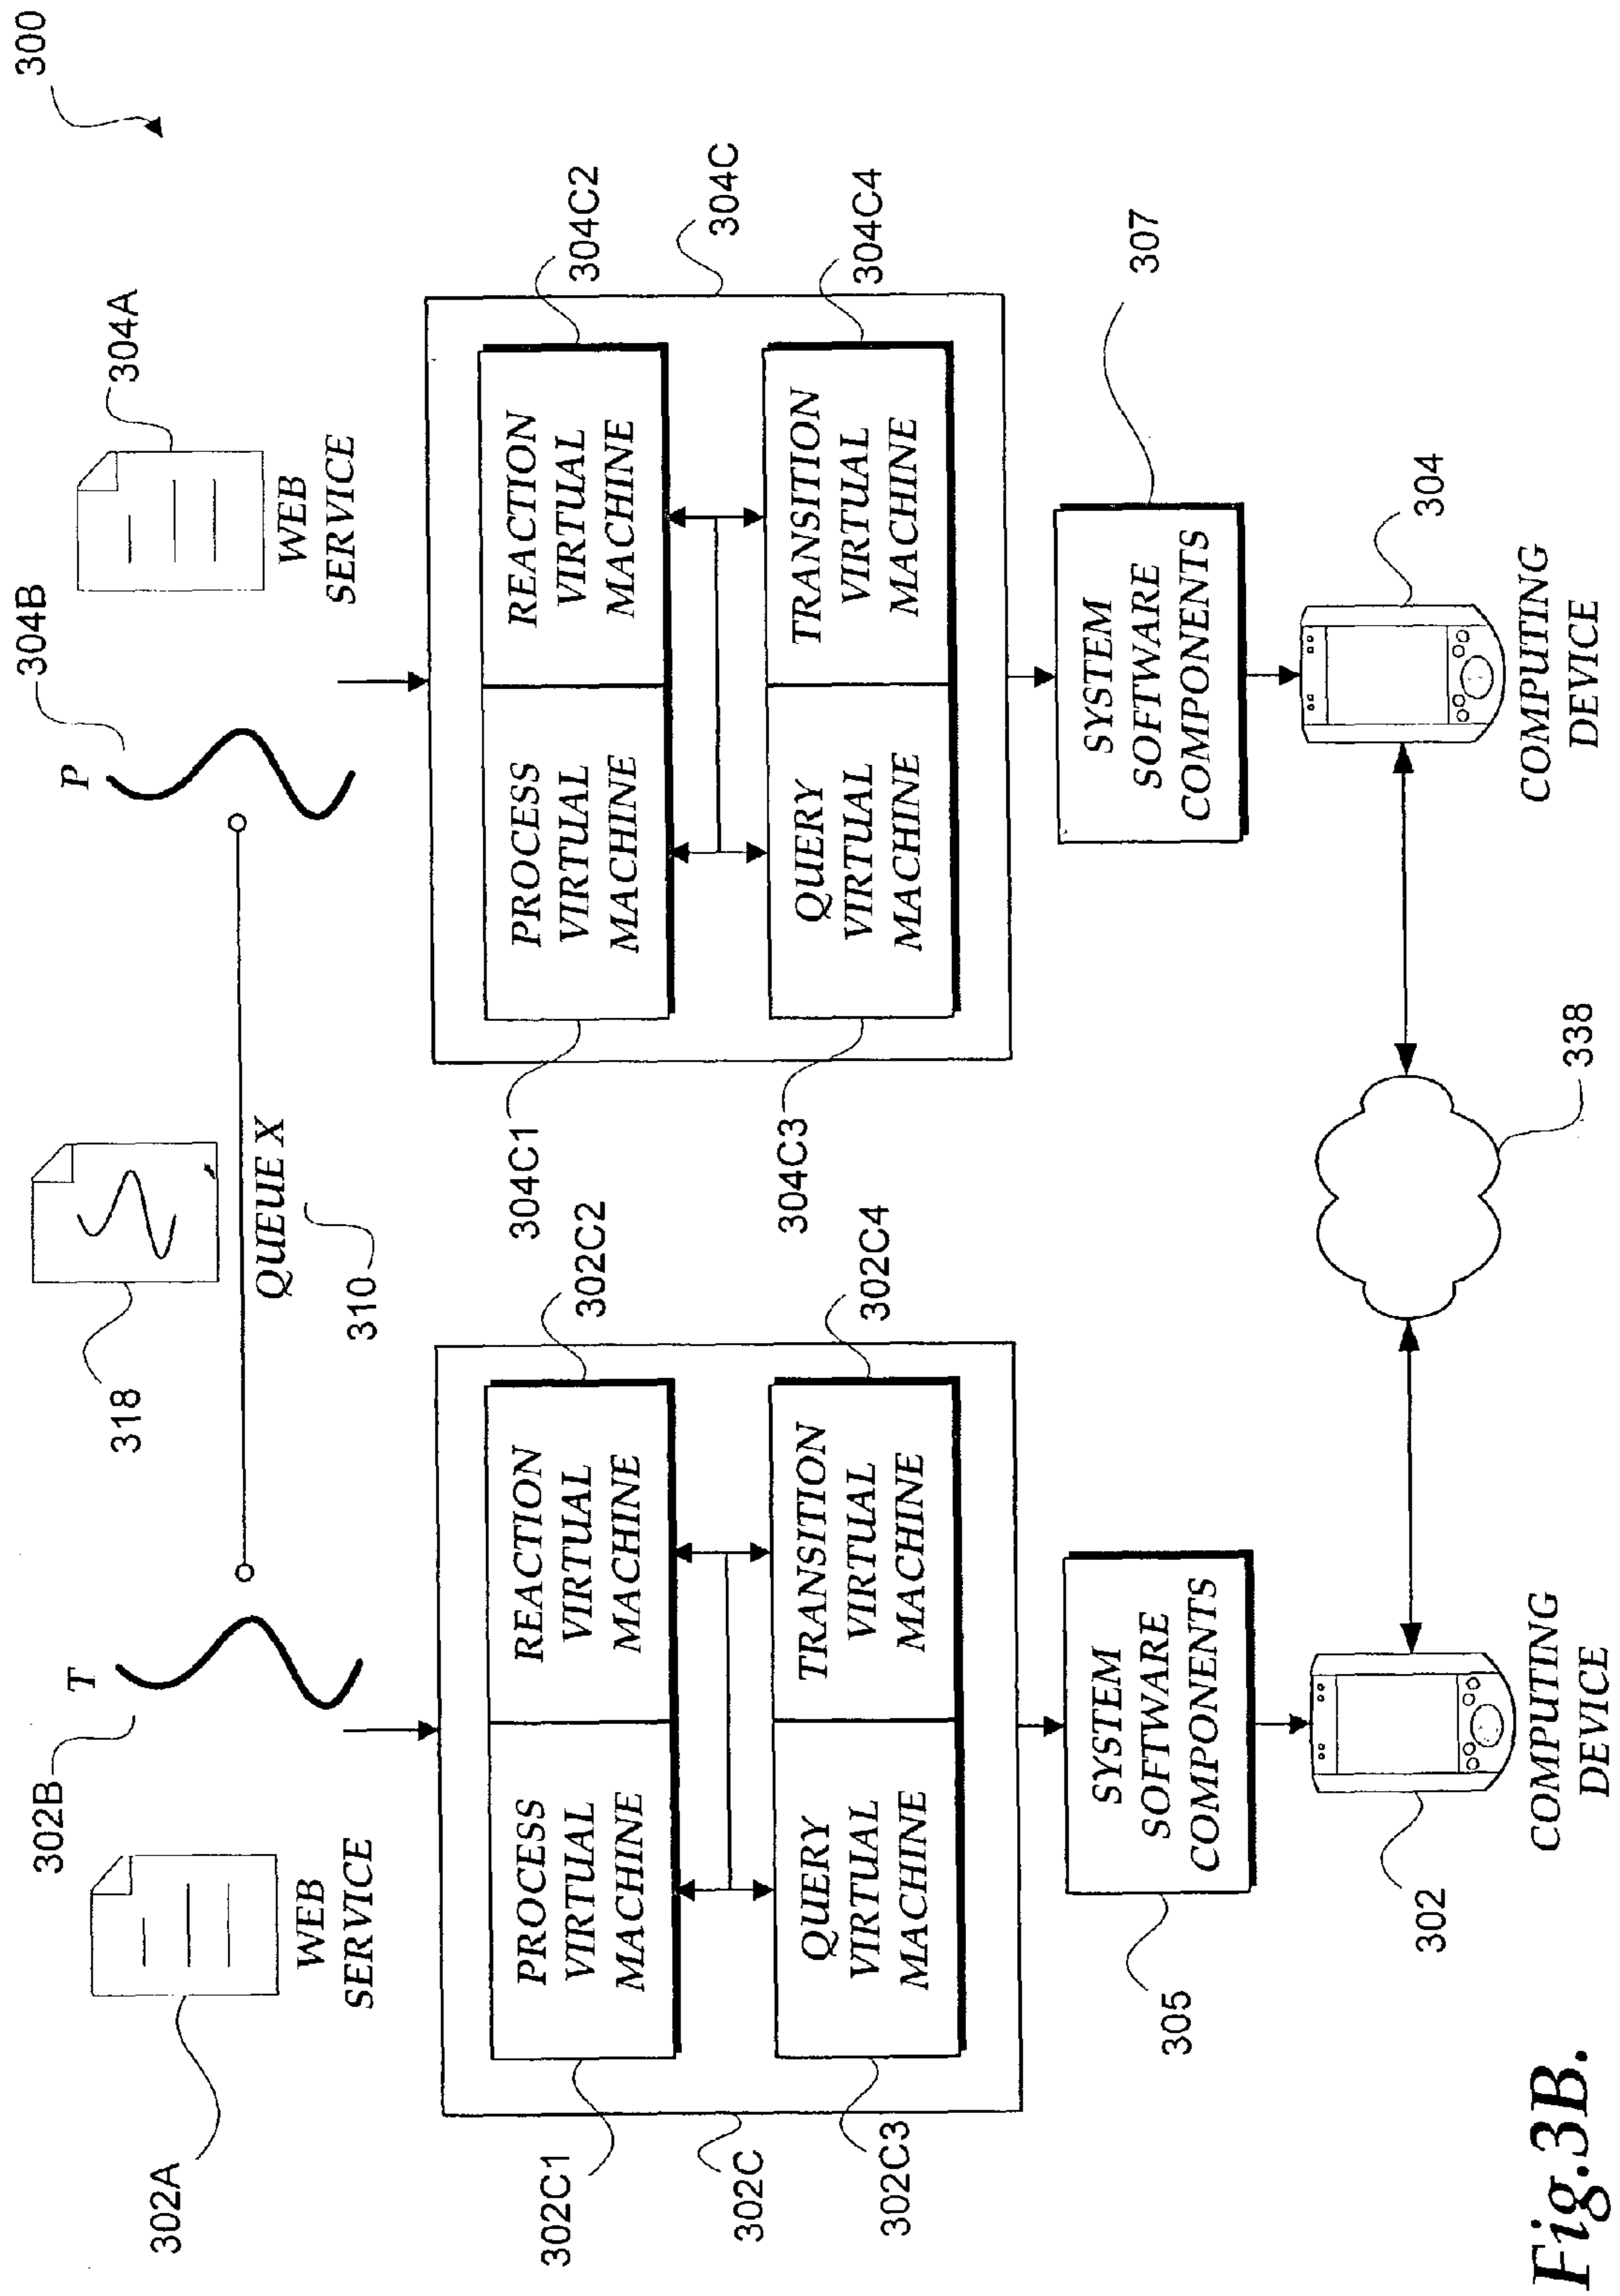 300
302A
WEB
SERVICE
302B
T
318
QUEUE X
310
304B
P
304A
WEB
SERVICE
302C1
302C
302C3
PROCESS
VIRTUAL
MACHINE
REACTION
VIRTUAL
MACHINE
302C2
QUERY
VIRTUAL
MACHINE
TRANSITION
VIRTUAL
MACHINE
302C4
304C1
304C3
PROCESS
VIRTUAL
MACHINE
REACTION
VIRTUAL
MACHINE
304C2
304C
QUERY
VIRTUAL
MACHINE
TRANSITION
VIRTUAL
MACHINE
304C4
305
SYSTEM
SOFTWARE
COMPONENTS
SYSTEM
SOFTWARE
COMPONENTS
307
302
COMPUTING
DEVICE
338
304
COMPUTING
DEVICE
Fig.3B.